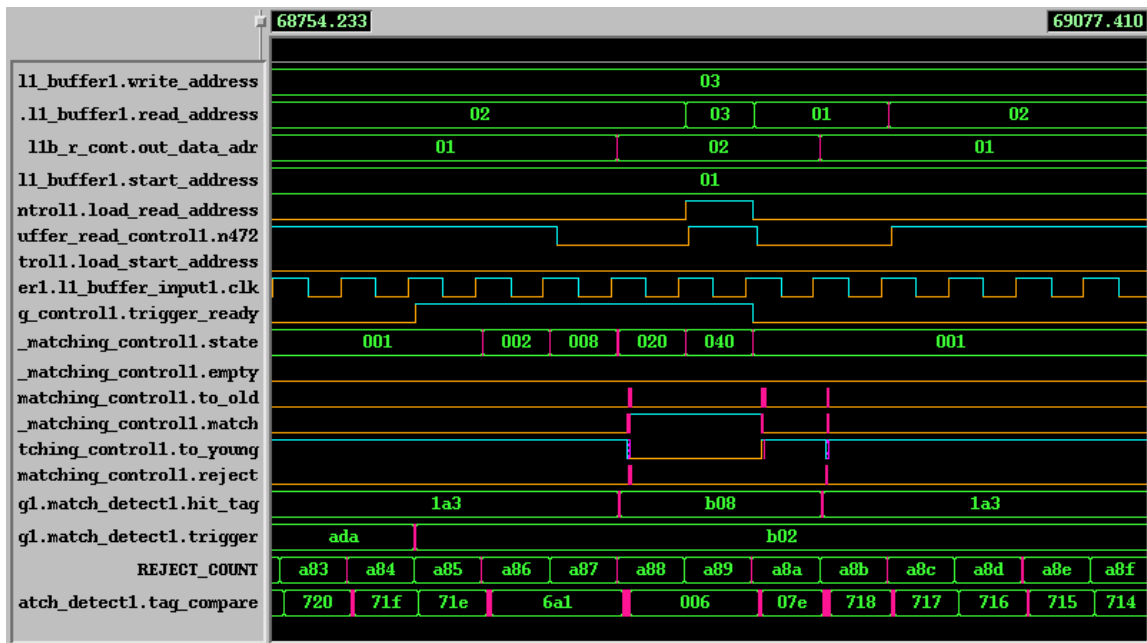 68754.233 69077.410
l1_buffer1.write_address 03
.l1_buffer1.read_address 02 03 01 02
l1b_r_cont.out_data_adr 01 02 01
l1_buffer1.start_address 01
ntrol1.load_read_address
uffer_read_control1.n472
trol1.load_start_address
er1.l1_buffer_input1.clk
g_control1.trigger_ready
_matching_control1.state 001 002 008 020 040 001
_matching_control1.empty
matching_control1.to_old
_matching_control1.match
tching_control1.to_young
matching_control1.reject
g1.match_detect1.hit_tag 1a3 b08 1a3
g1.match_detect1.trigger ada b02
REJECT_COUNT a83 a84 a85 a86 a87 a88 a89 a8a a8b a8c a8d a8e a8f
atch_detect1.tag_compare 720 71f 71e 6a1 006 07e 718 717 716 715 714